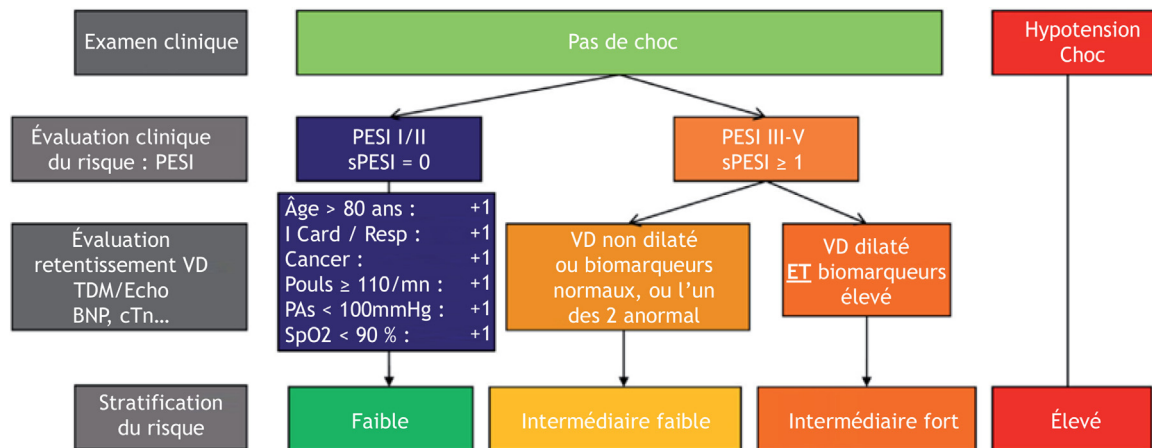 Examen clinique
Pas de choc
Hypotension
Choc
Évaluation clinique
du risque : PESI
PESI I/II
sPESI = 0
PESI III-V
sPESI ≥ 1
Évaluation
retentissement VD
TDM/Echo
BNP, cTn...
Âge > 80 ans : +1
I Card / Resp : +1
Cancer : +1
Pouls ≥ 110/mn : +1
PAs < 100mmHg : +1
SpO2 < 90 % : +1
VD non dilaté
ou biomarqueurs
normaux, ou l’un
des 2 anormal
VD dilaté
ET biomarqueurs
élevé
Stratification
du risque
Faible
Intermédiaire faible
Intermédiaire fort
Élevé